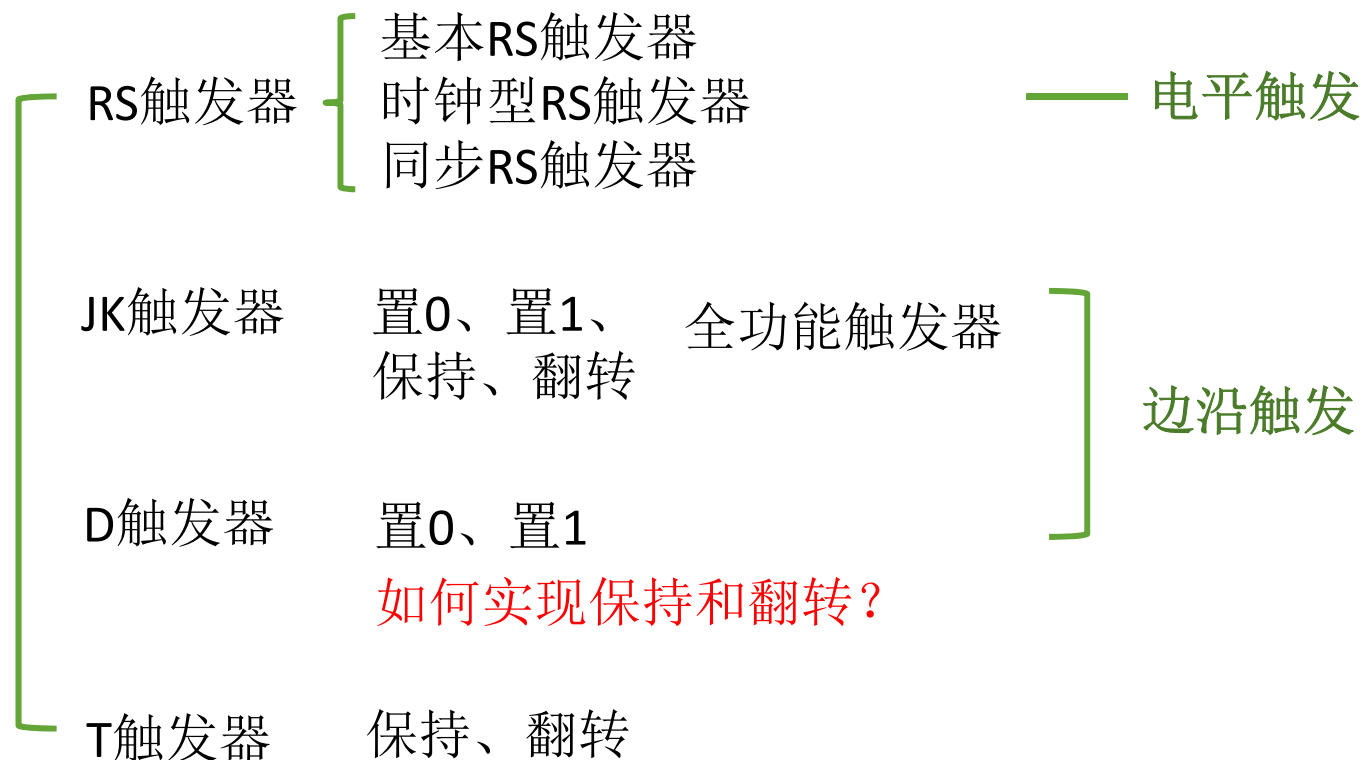 基本RS触发器
RS触发器
时钟型RS触发器
电平触发
同步RS触发器
JK触发器
置0、置1、
保持、翻转
全功能触发器
边沿触发
D触发器
置0、置1
如何实现保持和翻转？
T触发器
保持、翻转